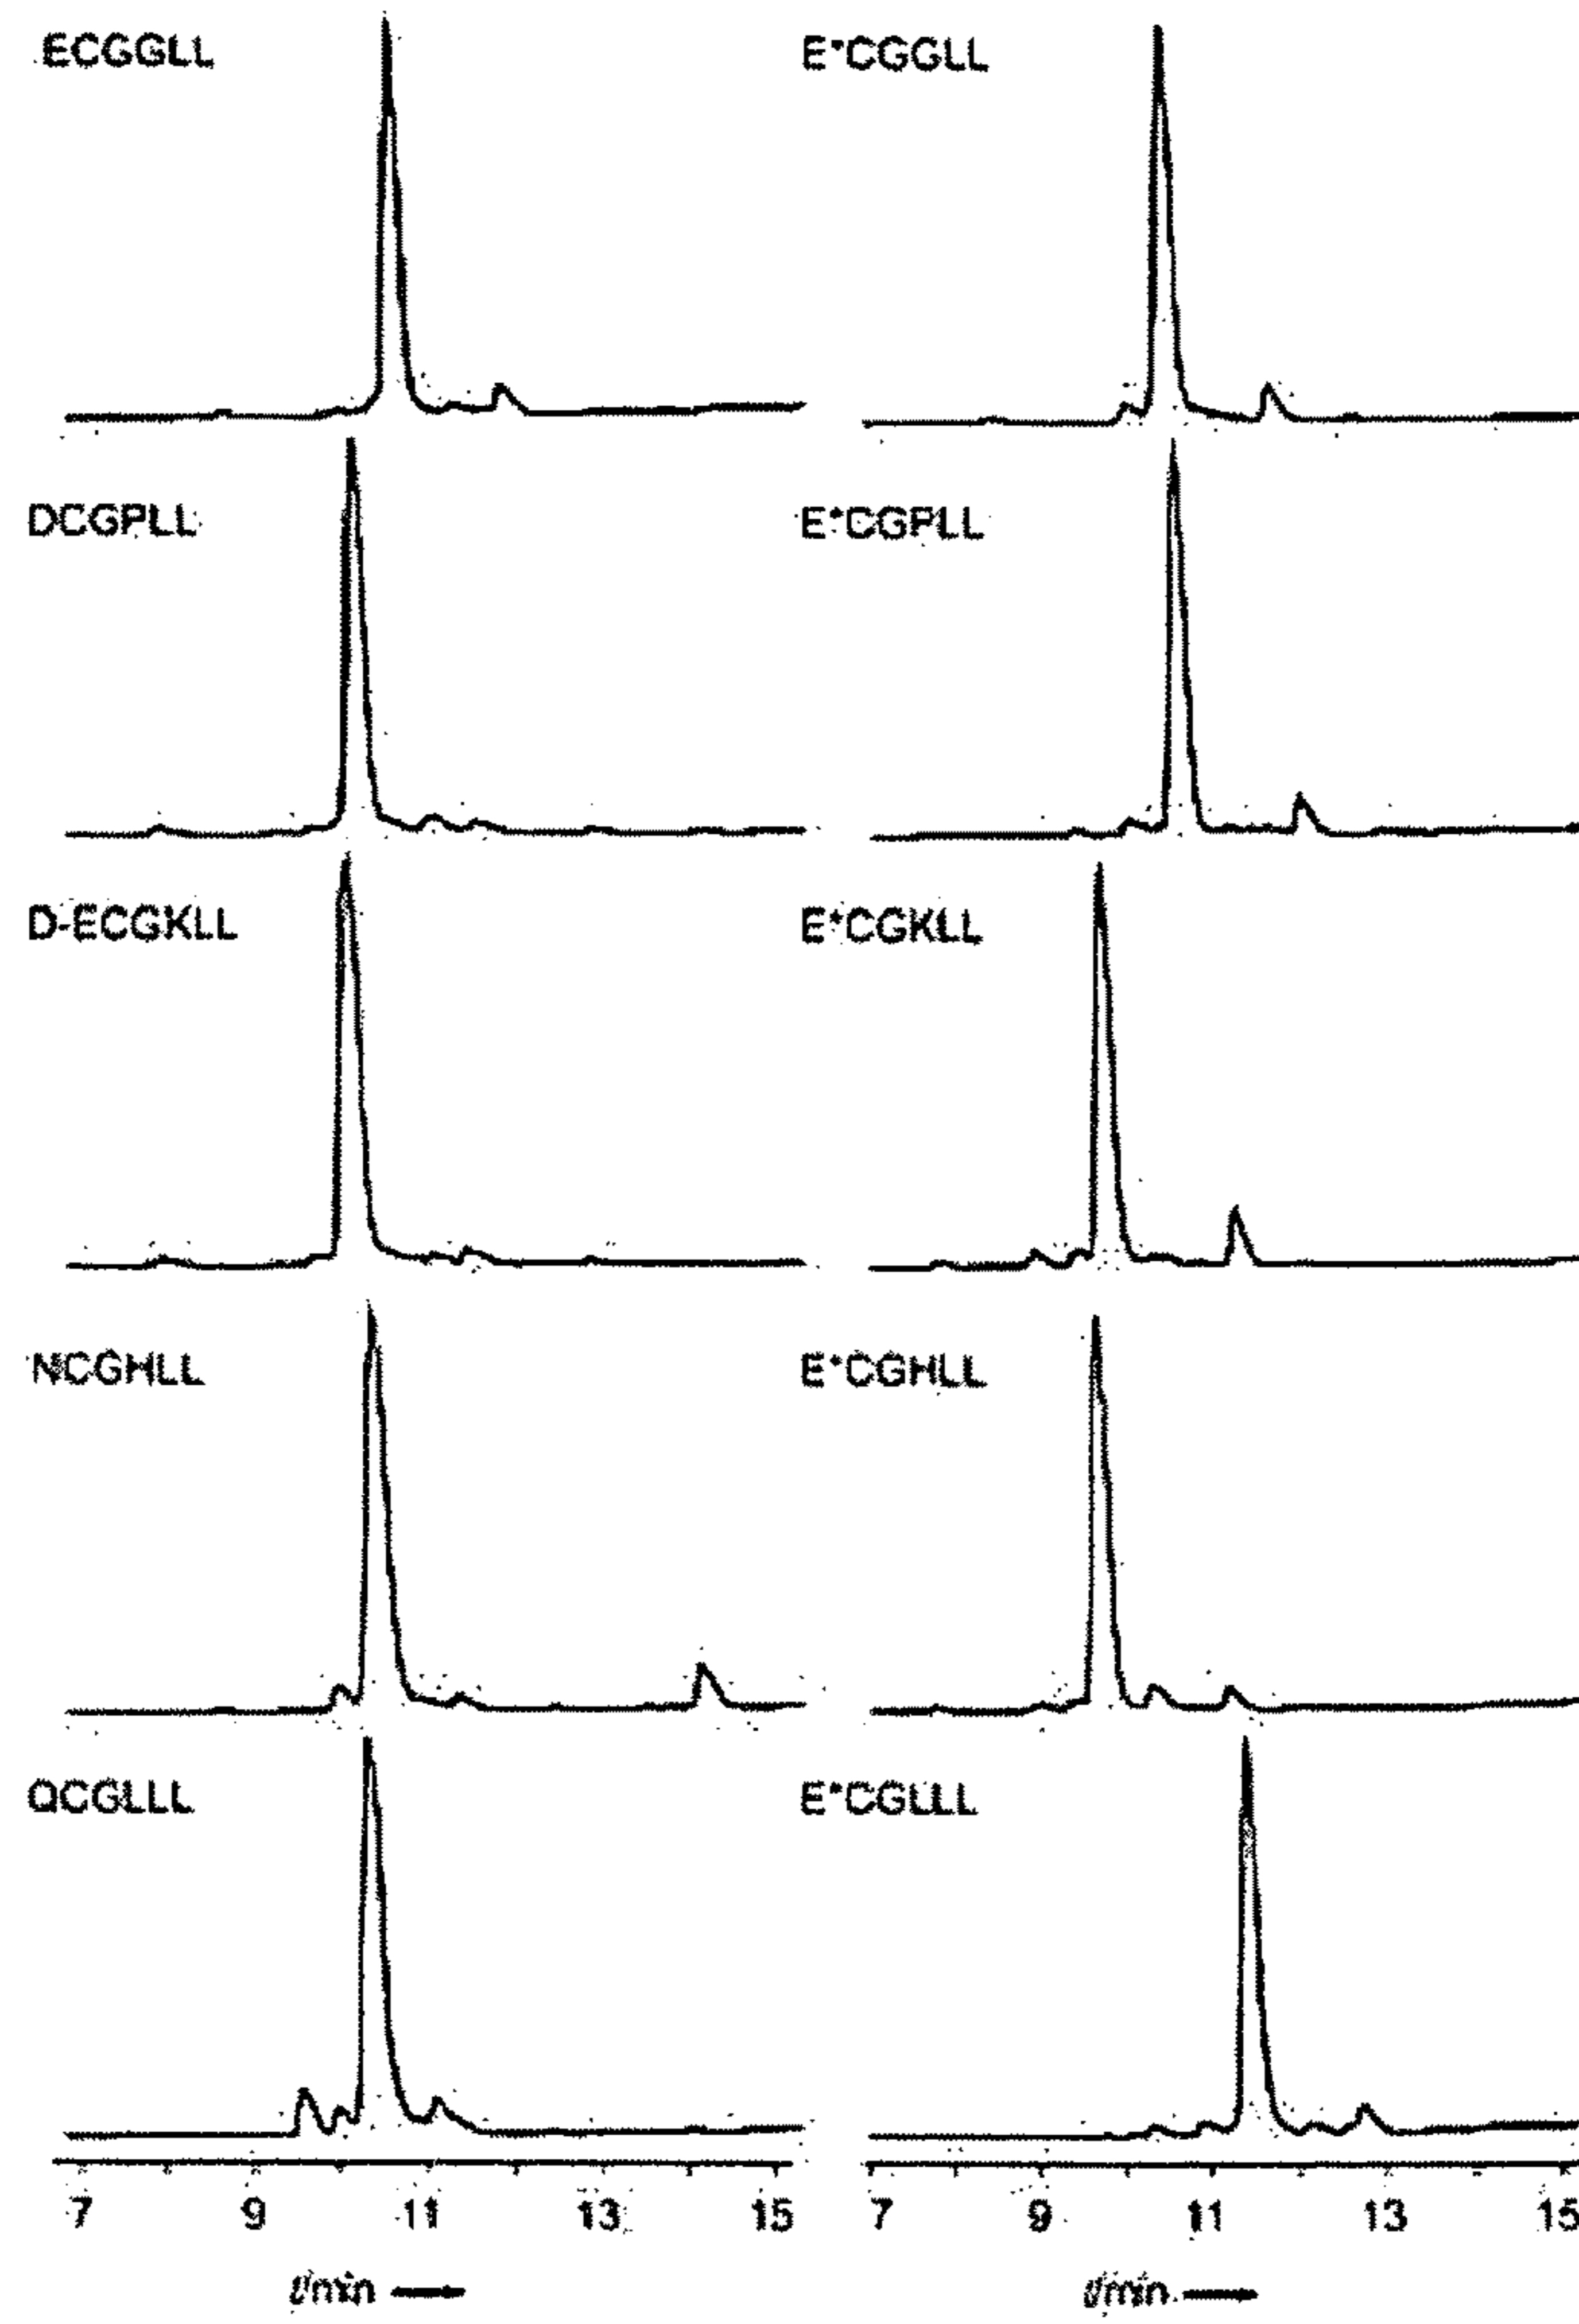 ECGGLL E*CGGLL
DCGPLL E*CGPLL
D-ECGKLL E*CGKLL
NCGHLL E*CGHLL
QCGLLL E*CGLLL
7 9 11 13 15 7 9 11 13 15
t/min t/min